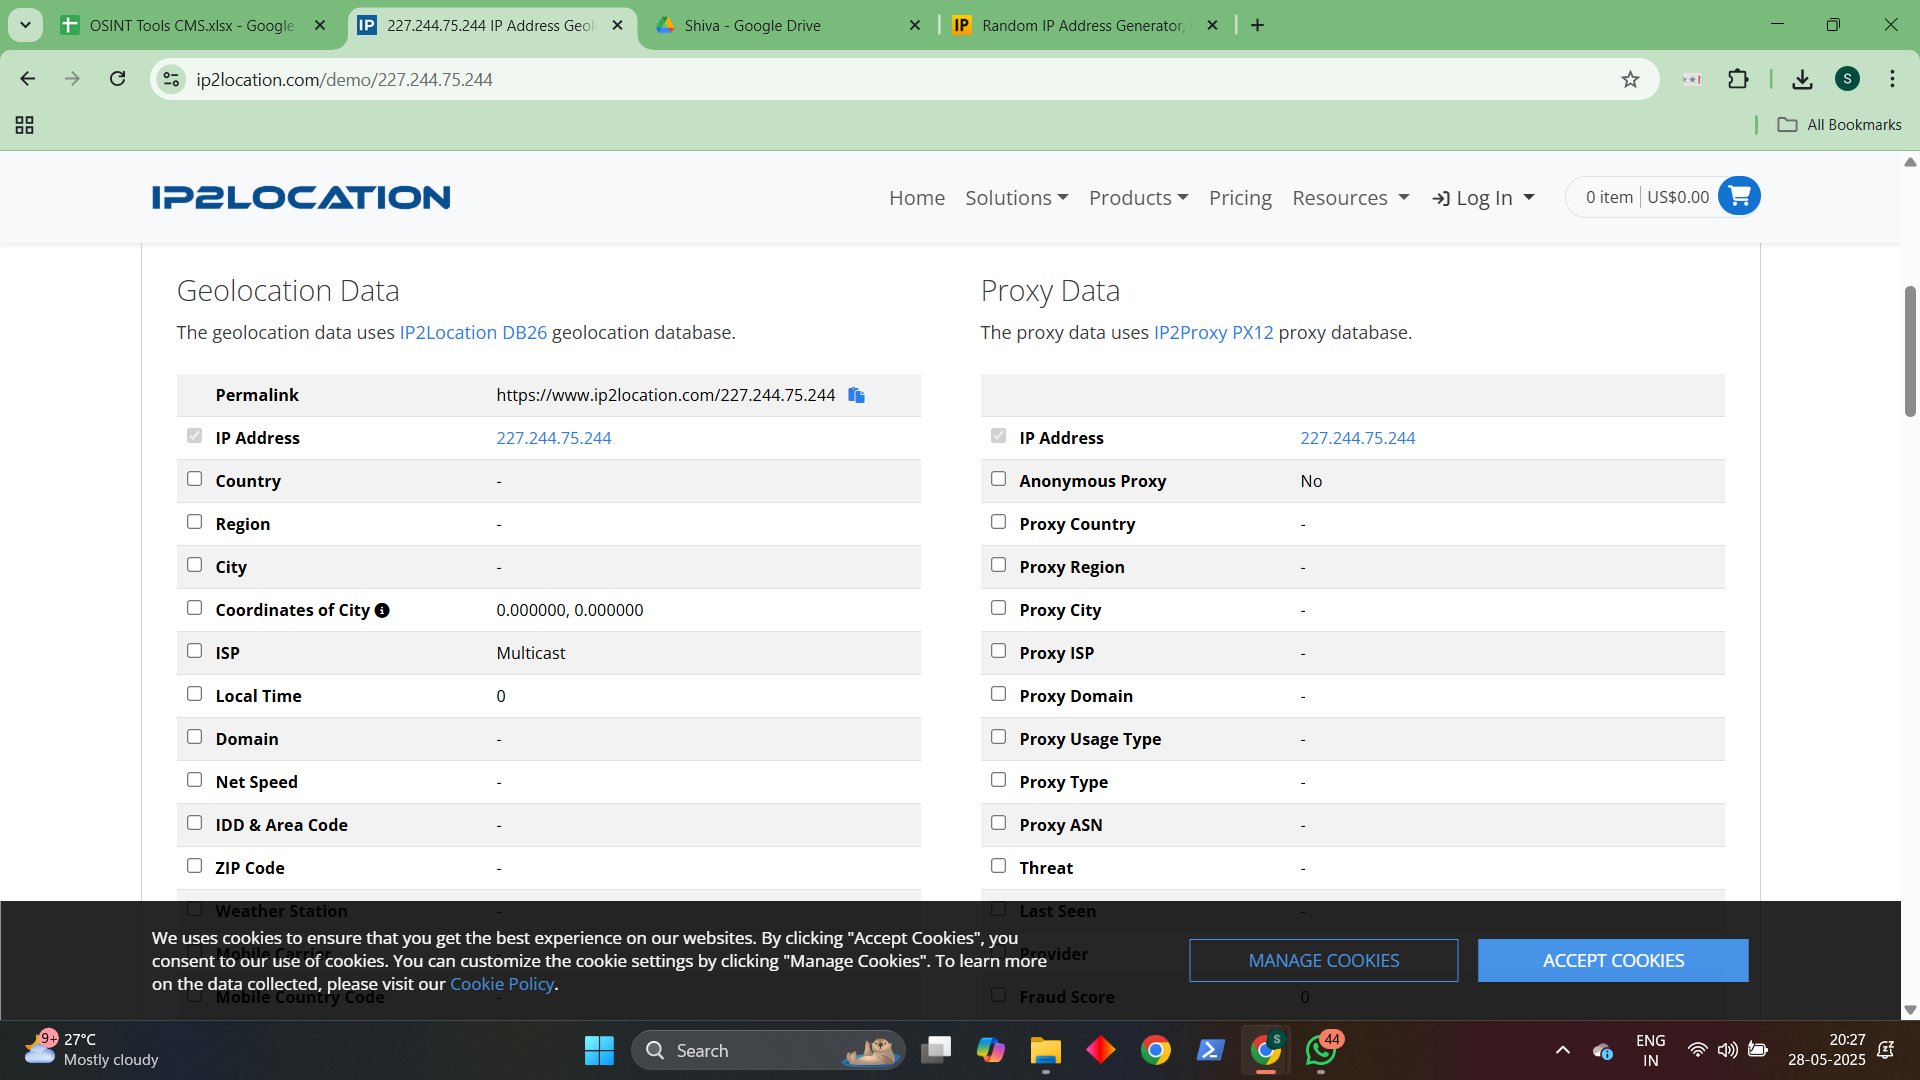 OSINT Tools CMS.xlsx - Google
227.244.75.244 IP Address Geol
Shiva - Google Drive
Random IP Address Generator,
ip2location.com/demo/227.244.75.244
S
All Bookmarks
IP2LOCATION
Home
Solutions
Products
Pricing
Resources
Log In
0 item
US$0.00
Geolocation Data
The geolocation data uses IP2Location DB26 geolocation database.
Permalink https://www.ip2location.com/227.244.75.244
IP Address 227.244.75.244
Country -
Region -
City -
Coordinates of City 0.000000, 0.000000
ISP Multicast
Local Time 0
Domain -
Net Speed -
IDD & Area Code -
ZIP Code -
Weather Station -
Mobile Carrier
Mobile Country Code
Proxy Data
The proxy data uses IP2Proxy PX12 proxy database.
IP Address 227.244.75.244
Anonymous Proxy No
Proxy Country -
Proxy Region -
Proxy City -
Proxy ISP -
Proxy Domain -
Proxy Usage Type -
Proxy Type -
Proxy ASN -
Threat -
Last Seen -
Provider
Fraud Score 0
We uses cookies to ensure that you get the best experience on our websites. By clicking "Accept Cookies", you
consent to our use of cookies. You can customize the cookie settings by clicking "Manage Cookies". To learn more
on the data collected, please visit our Cookie Policy.
MANAGE COOKIES
ACCEPT COOKIES
9+
27°C
Mostly cloudy
Search
S
44
ENG
IN
20:27
28-05-2025